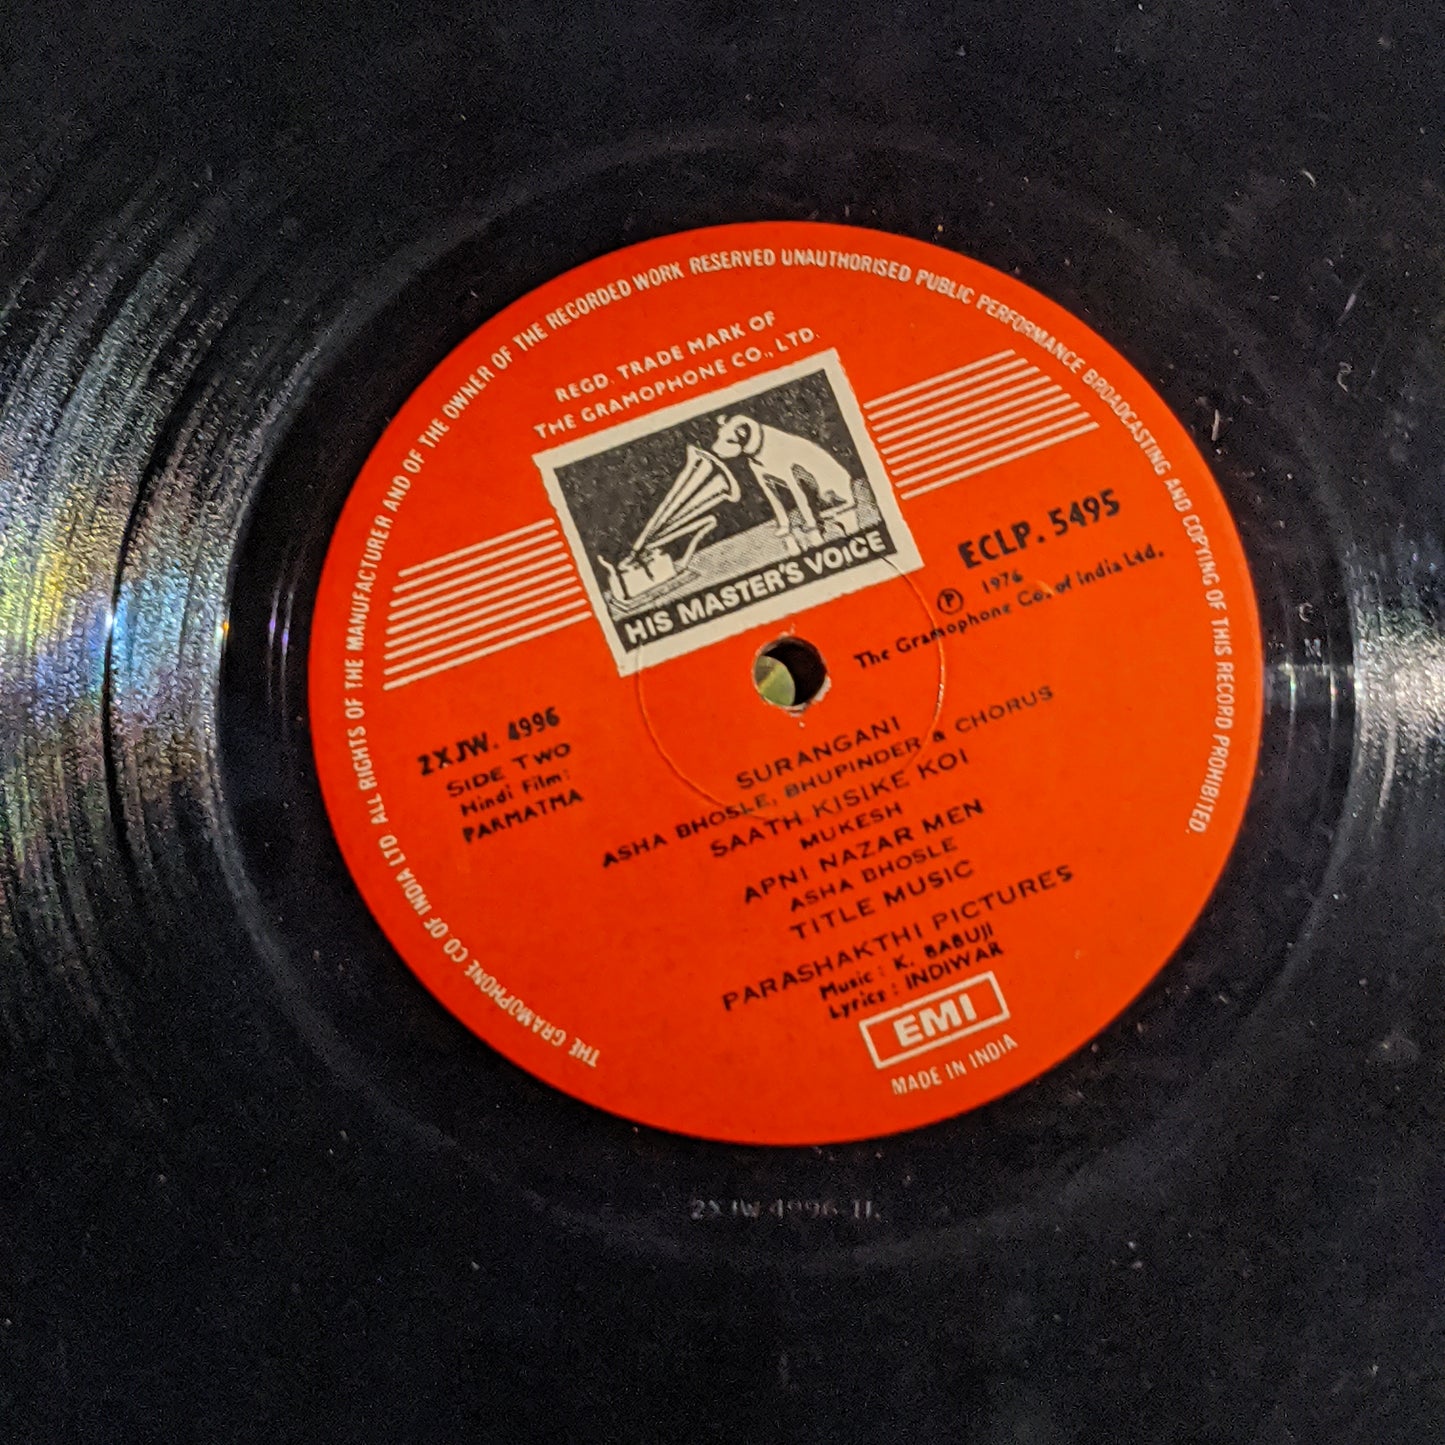 THE GRAMOPHONE CO. OF INDIA LTD. ALL RIGHTS OF THE MANUFACTURER AND OF THE OWNER OF THE RECORDED WORK RESERVED UNAUTHORISED PUBLIC PERFORMANCE BROADCASTING AND COPYING OF THIS RECORD PROHIBITED.
REGD. TRADE MARK OF
THE GRAMOPHONE CO., LTD.
HIS MASTER'S VOICE
ECLP. 5495
Ⓟ 1976
The Gramophone Co. of India Ltd.
2XJW. 4996
SIDE TWO
Hindi Film:
PARMATMA
SURANGANI
ASHA BHOSLE, BHUPINDER & CHORUS
SAATH KISIKE KOI
MUKESH
APNI NAZAR MEN
ASHA BHOSLE
TITLE MUSIC
PARASHAKTHI PICTURES
Music: K. BABUJI
Lyrics: INDIWAR
EMI
MADE IN INDIA
2XJW 4996
C
M